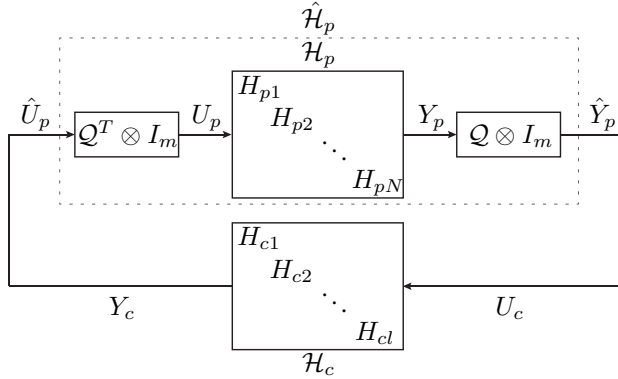 $\hat{\mathcal{H}}_p$
$\mathcal{H}_p$
$\hat{U}_p$ $\mathcal{Q}^T \otimes I_m$ $U_p$ $H_{p1}$ $H_{p2}$ $\ddots$ $H_{pN}$ $Y_p$ $\mathcal{Q} \otimes I_m$ $\hat{Y}_p$
$H_{c1}$
$H_{c2}$
$\ddots$
$Y_c$ $U_c$
$H_{cl}$
$\mathcal{H}_c$